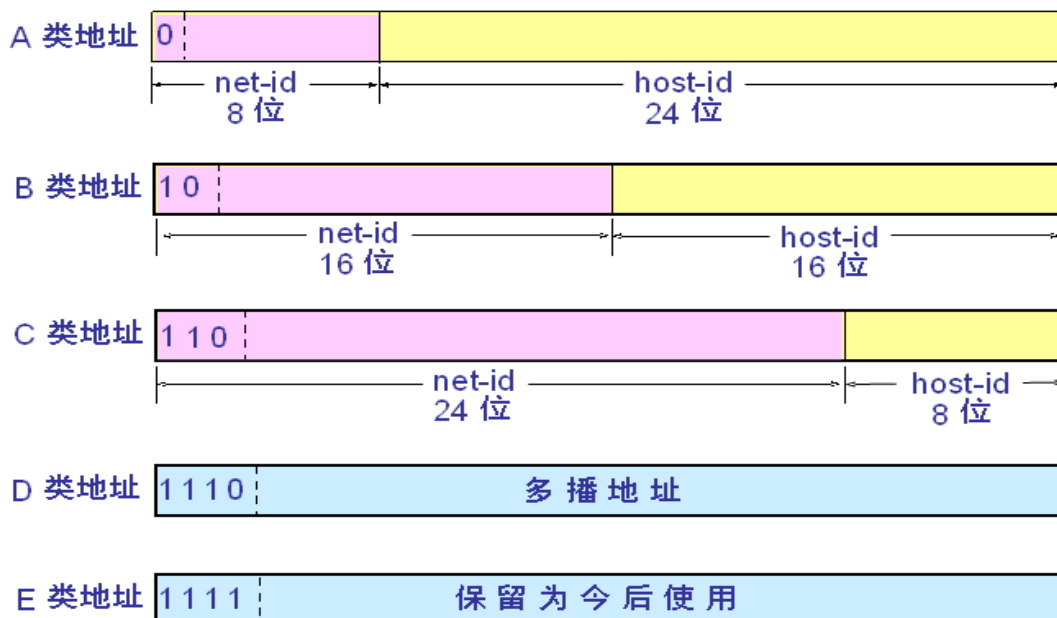 A 类地址 0
net-id host-id
8 位 24 位
B 类地址 1 0
net-id host-id
16 位 16 位
C 类地址 1 1 0
net-id host-id
24 位 8 位
D 类地址 1 1 1 0 多播地址
E 类地址 1 1 1 1 保留为今后使用